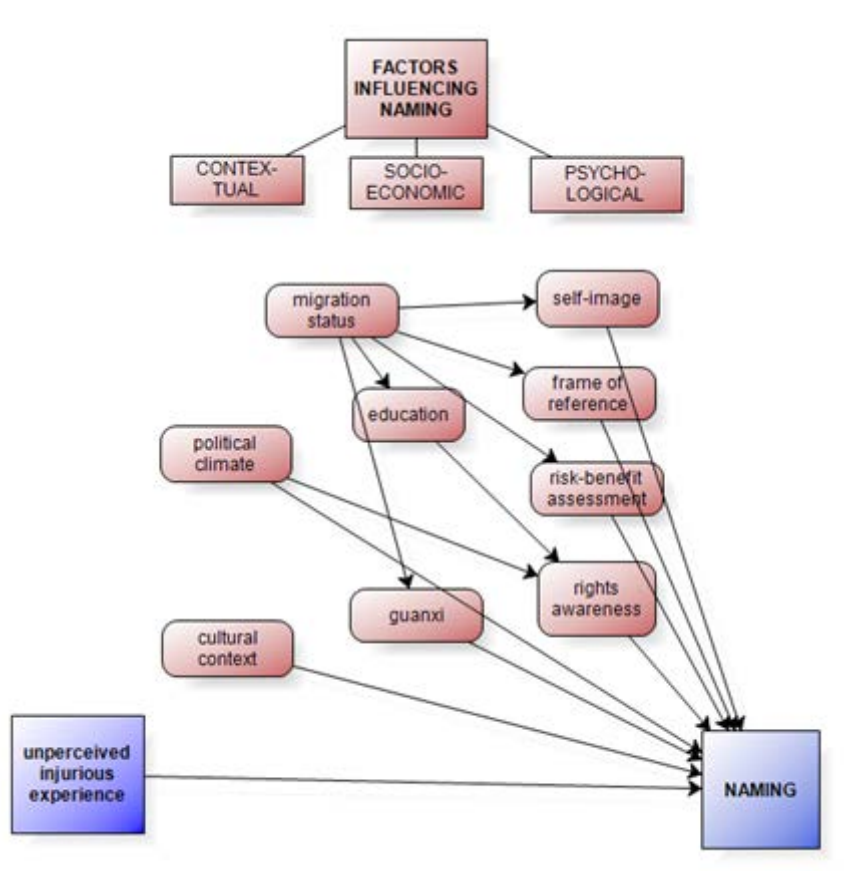 FACTORS
INFLUENCING
NAMING
CONTEX-
TUAL
SOCIO-
ECONOMIC
PSYCHO-
LOGICAL
migration
status
self-image
frame of
reference
education
political
climate
risk-benefit
assessment
rights
awareness
guanxi
cultural
context
unperceived
injurious
experience
NAMING